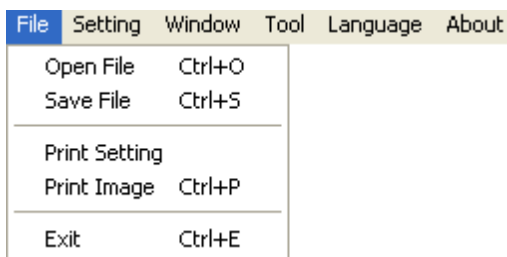 File Setting Window Tool Language About
Open File Ctrl+O
Save File Ctrl+S
Print Setting
Print Image Ctrl+P
Exit Ctrl+E